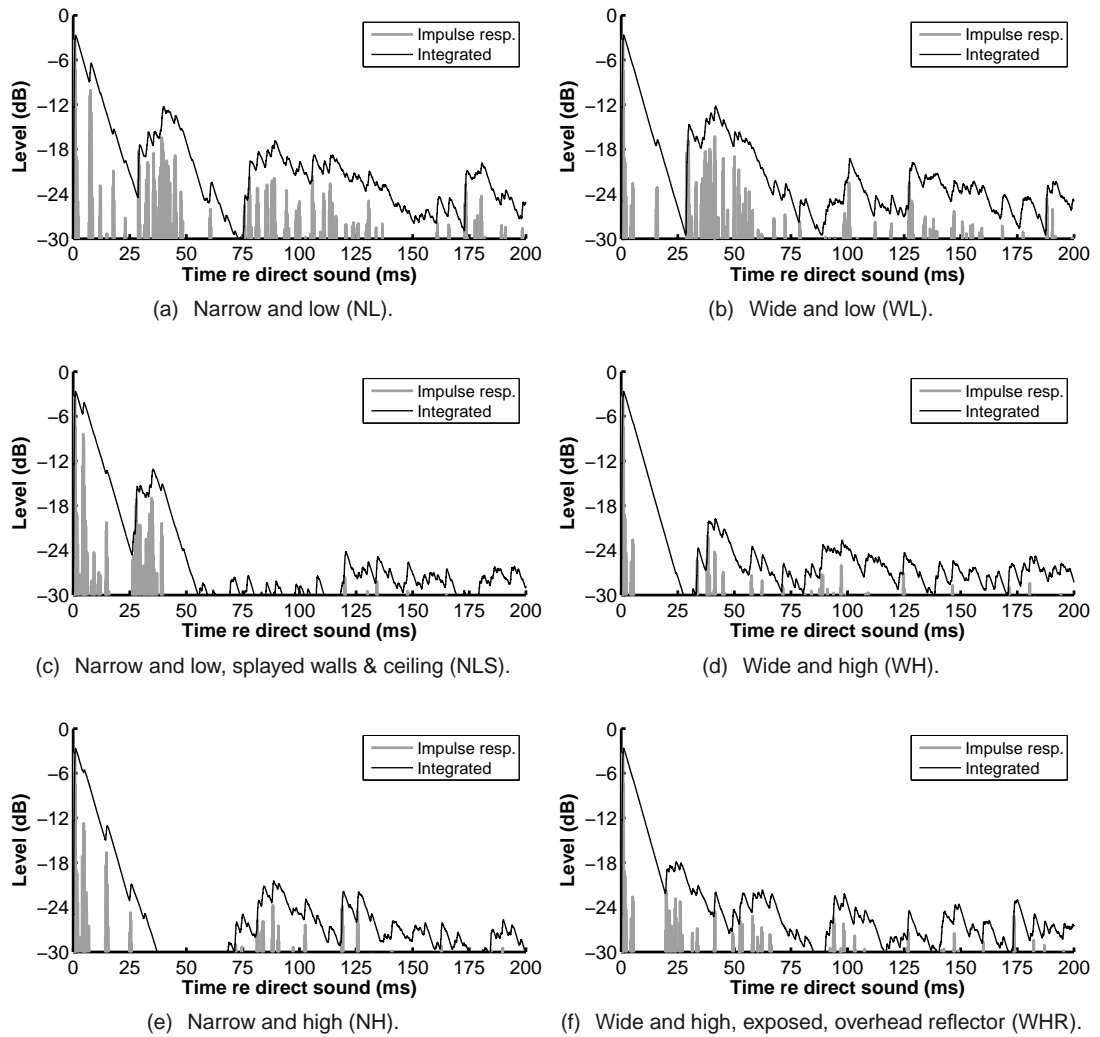 0
−6
−12
−18
−24
−30
Level (dB)
Impulse resp.
Integrated
0 25 50 75 100 125 150 175 200
Time re direct sound (ms)
(a) Narrow and low (NL).
0
−6
−12
−18
−24
−30
Level (dB)
Impulse resp.
Integrated
0 25 50 75 100 125 150 175 200
Time re direct sound (ms)
(b) Wide and low (WL).
0
−6
−12
−18
−24
−30
Level (dB)
Impulse resp.
Integrated
0 25 50 75 100 125 150 175 200
Time re direct sound (ms)
(c) Narrow and low, splayed walls & ceiling (NLS).
0
−6
−12
−18
−24
−30
Level (dB)
Impulse resp.
Integrated
0 25 50 75 100 125 150 175 200
Time re direct sound (ms)
(d) Wide and high (WH).
0
−6
−12
−18
−24
−30
Level (dB)
Impulse resp.
Integrated
0 25 50 75 100 125 150 175 200
Time re direct sound (ms)
(e) Narrow and high (NH).
0
−6
−12
−18
−24
−30
Level (dB)
Impulse resp.
Integrated
0 25 50 75 100 125 150 175 200
Time re direct sound (ms)
(f) Wide and high, exposed, overhead reflector (WHR).